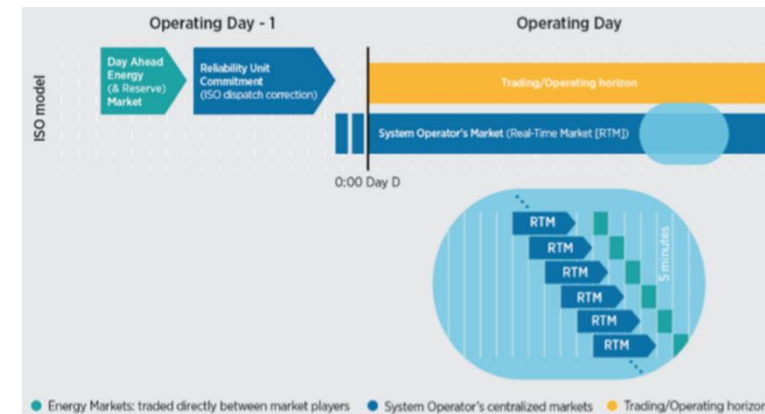 Operating Day - 1
Operating Day
ISO model
Day Ahead
Energy
(& Reserve)
Market
Reliability Unit
Commitment
(ISO dispatch correction)
Trading/Operating horizon
System Operator's Market (Real-Time Market [RTM])
0:00 Day D
RTM
RTM
RTM
RTM
RTM
RTM
5 minutes
Energy Markets: traded directly between market players
System Operator's centralized markets
Trading/Operating horizon